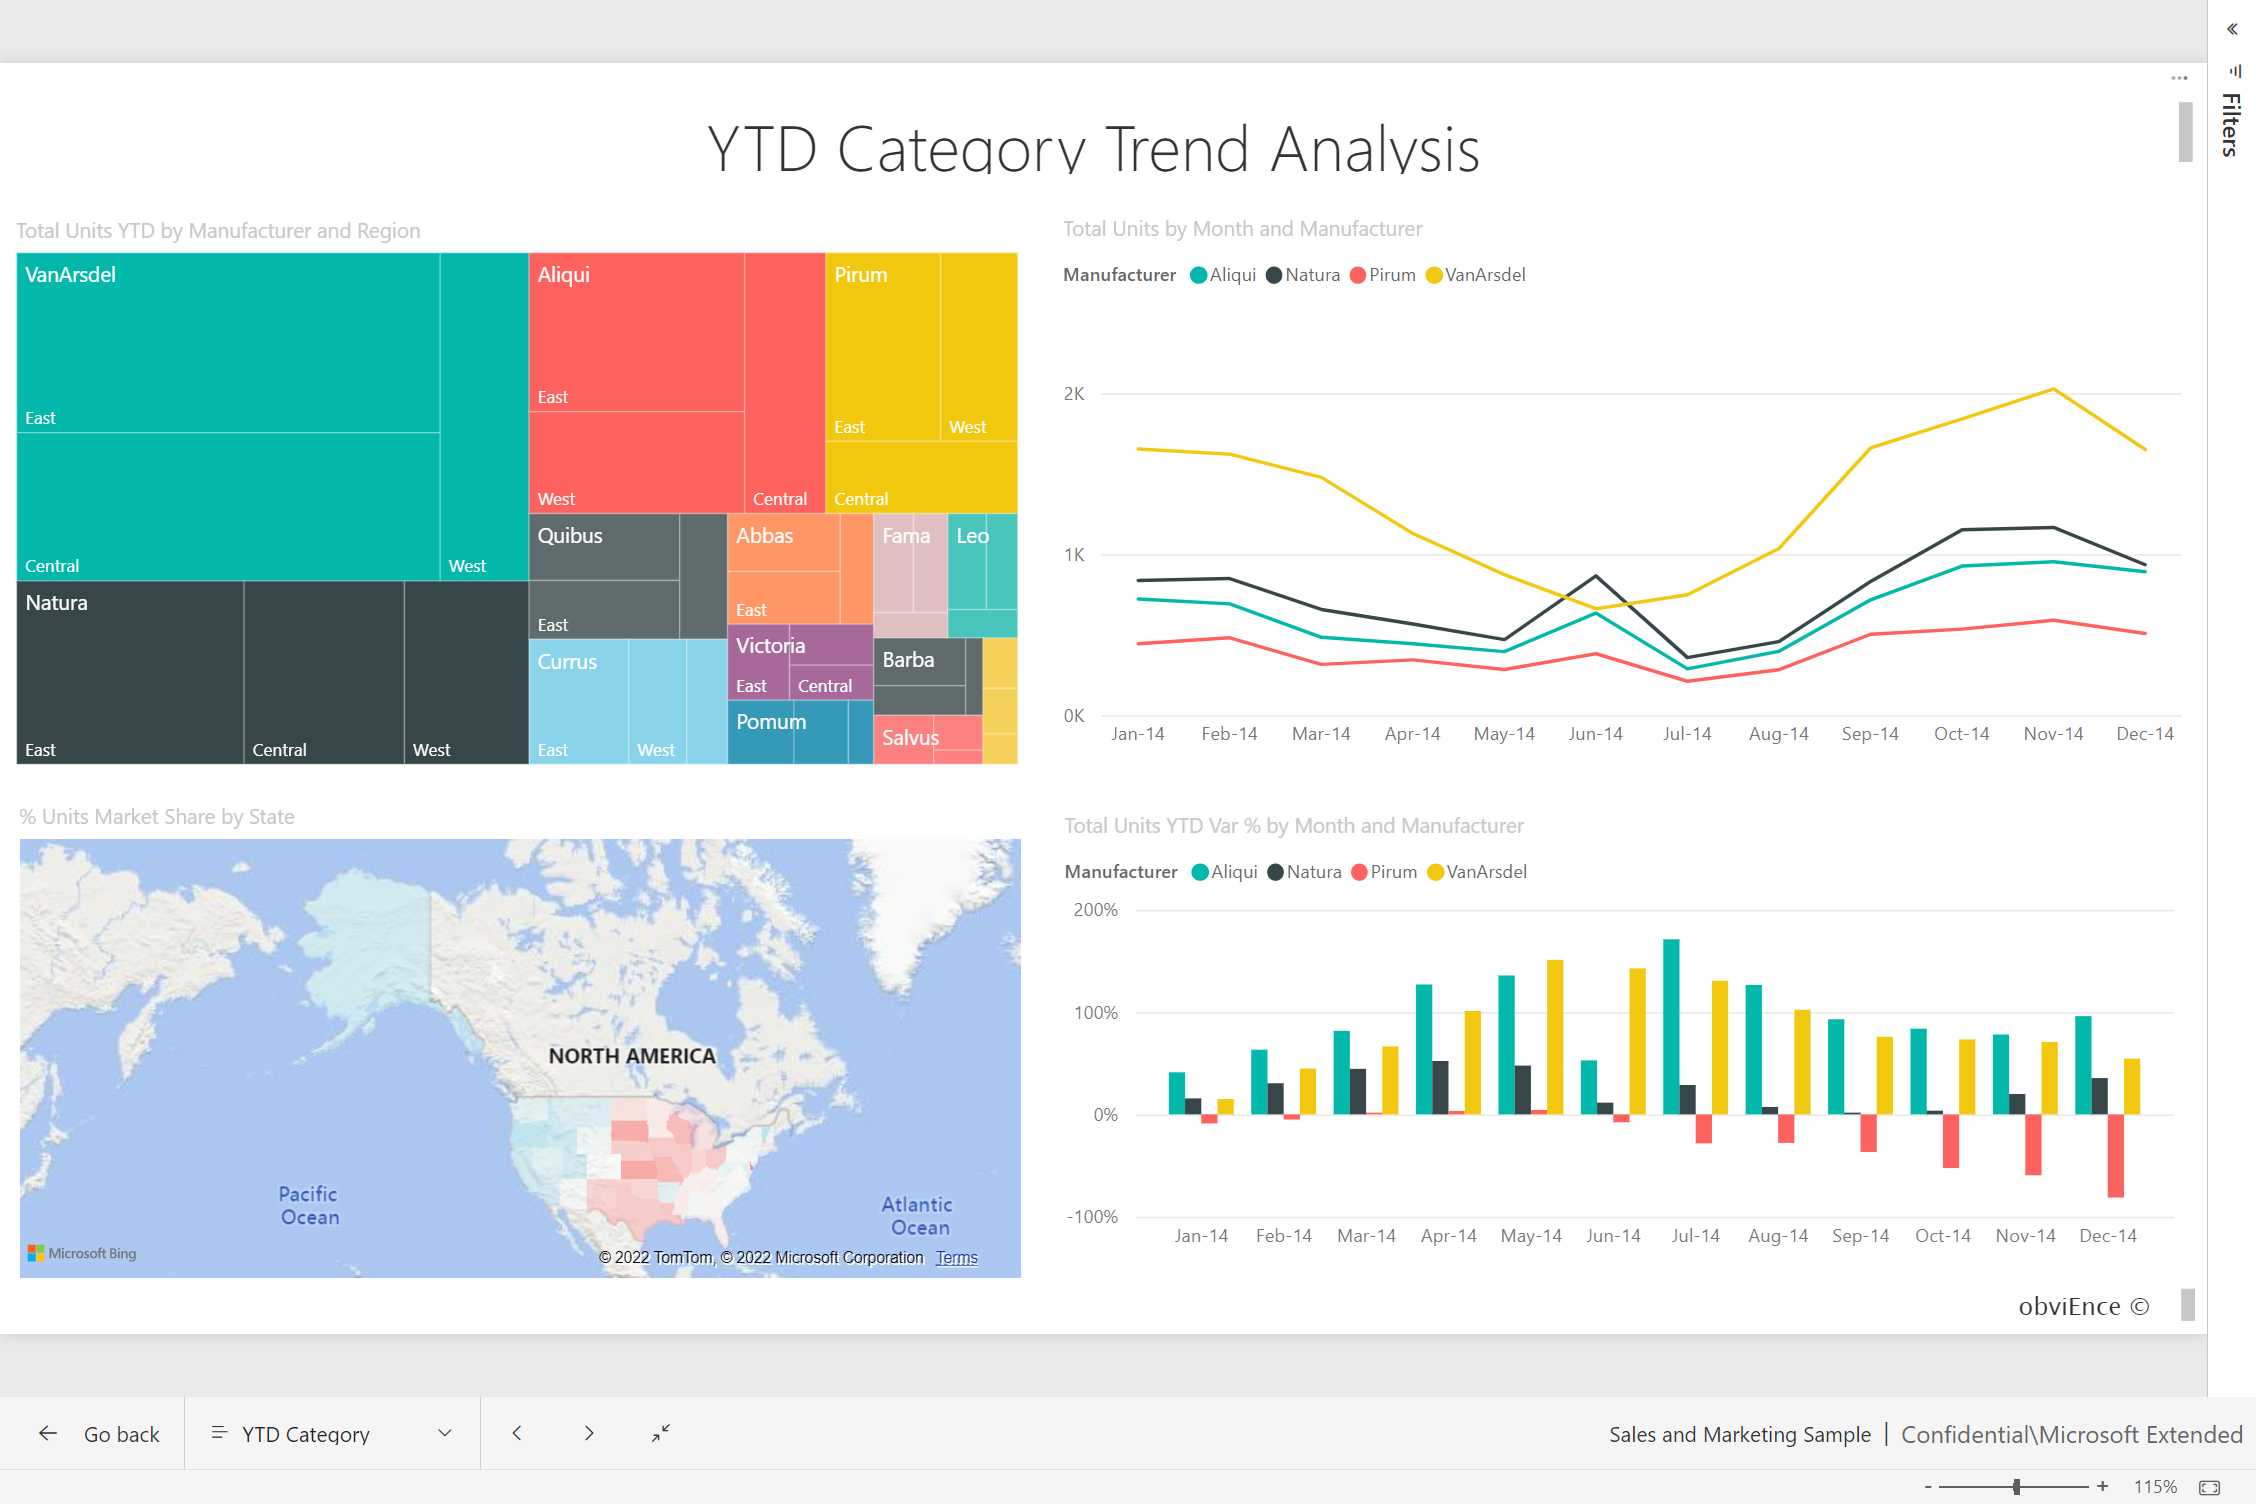 Filters
YTD Category Trend Analysis
Total Units YTD by Manufacturer and Region
VanArsdel
East
Central
West
Natura
East
Central
West
Aliqui
East
West
Central
Pirum
East
West
Central
Quibus
East
Currus
East
West
Abbas
East
Victoria
East
Central
Pomum
Fama
Leo
Barba
Salvus
Total Units by Month and Manufacturer
Manufacturer Aliqui Natura Pirum VanArsdel
2K
1K
0K
Jan-14 Feb-14 Mar-14 Apr-14 May-14 Jun-14 Jul-14 Aug-14 Sep-14 Oct-14 Nov-14 Dec-14
% Units Market Share by State
NORTH AMERICA
Pacific
Ocean
Atlantic
Ocean
Microsoft Bing
© 2022 TomTom, © 2022 Microsoft Corporation Terms
Total Units YTD Var % by Month and Manufacturer
Manufacturer Aliqui Natura Pirum VanArsdel
200%
100%
0%
-100%
Jan-14 Feb-14 Mar-14 Apr-14 May-14 Jun-14 Jul-14 Aug-14 Sep-14 Oct-14 Nov-14 Dec-14
obviEnce ©
Go back
YTD Category
Sales and Marketing Sample | Confidential\Microsoft Extended
- + 115%